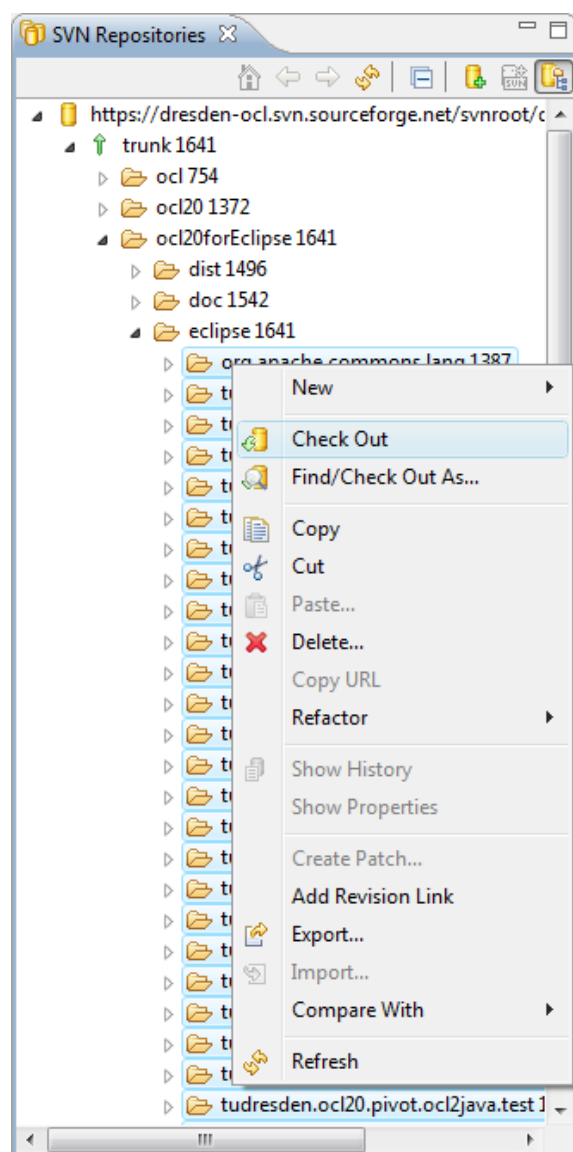 SVN Repositories
SVN
https://dresden-ocl.svn.sourceforge.net/svnroot/
trunk 1641
ocl 754
ocl20 1372
ocl20forEclipse 1641
dist 1496
doc 1542
eclipse 1641
org.apache.commons.lang 1387
New
Check Out
Find/Check Out As...
Copy
Cut
Paste...
Delete...
Copy URL
Refactor
Show History
Show Properties
Create Patch...
Add Revision Link
Export...
Import...
Compare With
Refresh
tudresden.ocl20.pivot.ocl2java.test